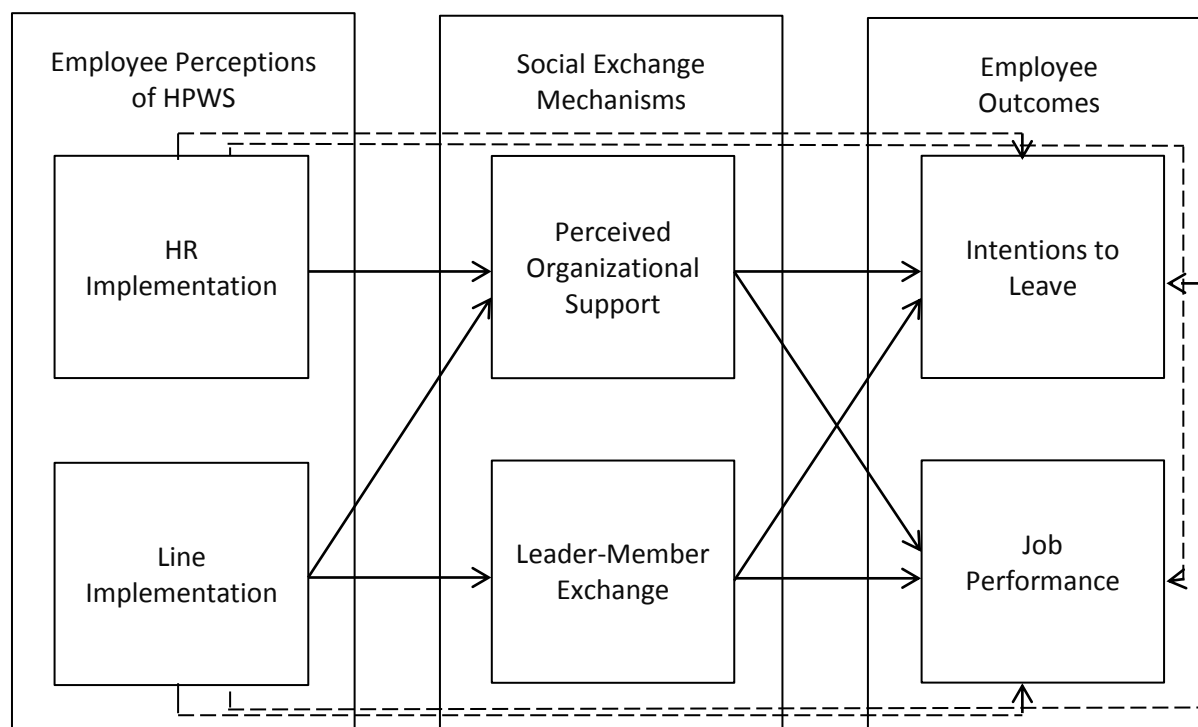 Employee Perceptions
of HPWS
Social Exchange
Mechanisms
Employee
Outcomes
HR
Implementation
Perceived
Organizational
Support
Intentions to
Leave
Line
Implementation
Leader-Member
Exchange
Job
Performance